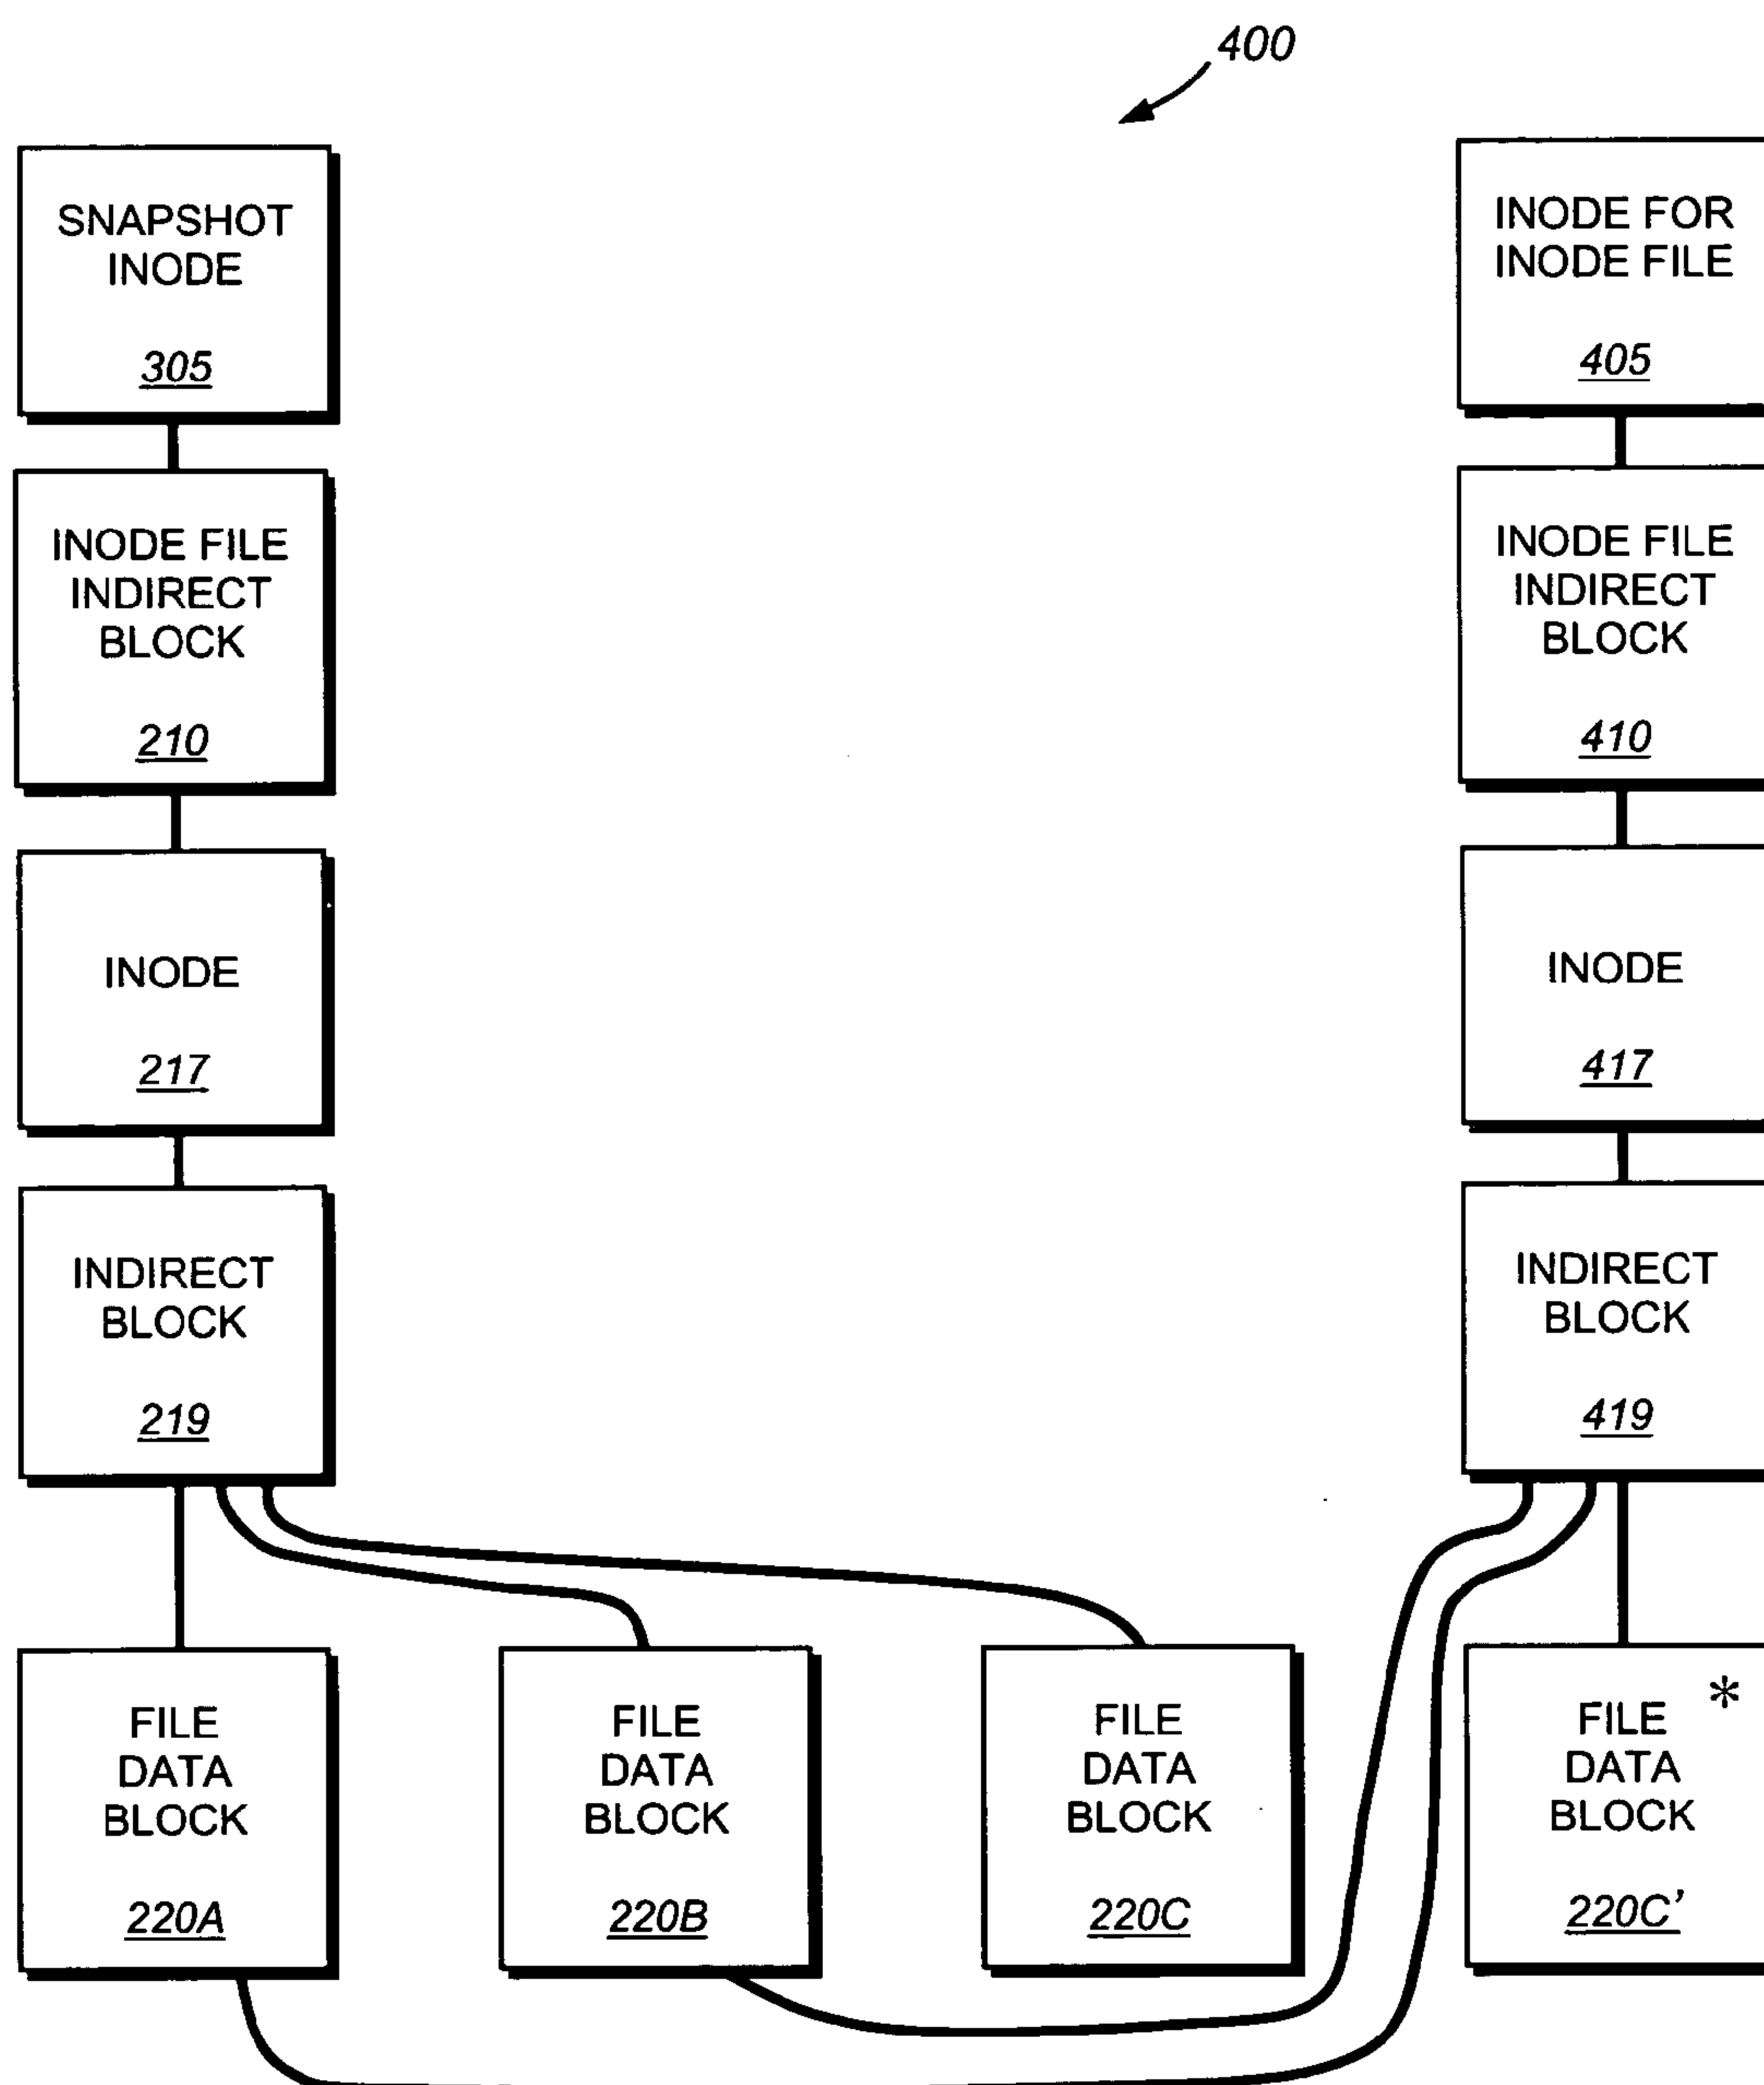 400
SNAPSHOT
INODE
305
INODE FOR
INODE FILE
405
INODE FILE
INDIRECT
BLOCK
210
INODE FILE
INDIRECT
BLOCK
410
INODE
217
INODE
417
INDIRECT
BLOCK
219
INDIRECT
BLOCK
419
FILE
DATA
BLOCK
220A
FILE
DATA
BLOCK
220B
FILE
DATA
BLOCK
220C
FILE *
DATA
BLOCK
220C’